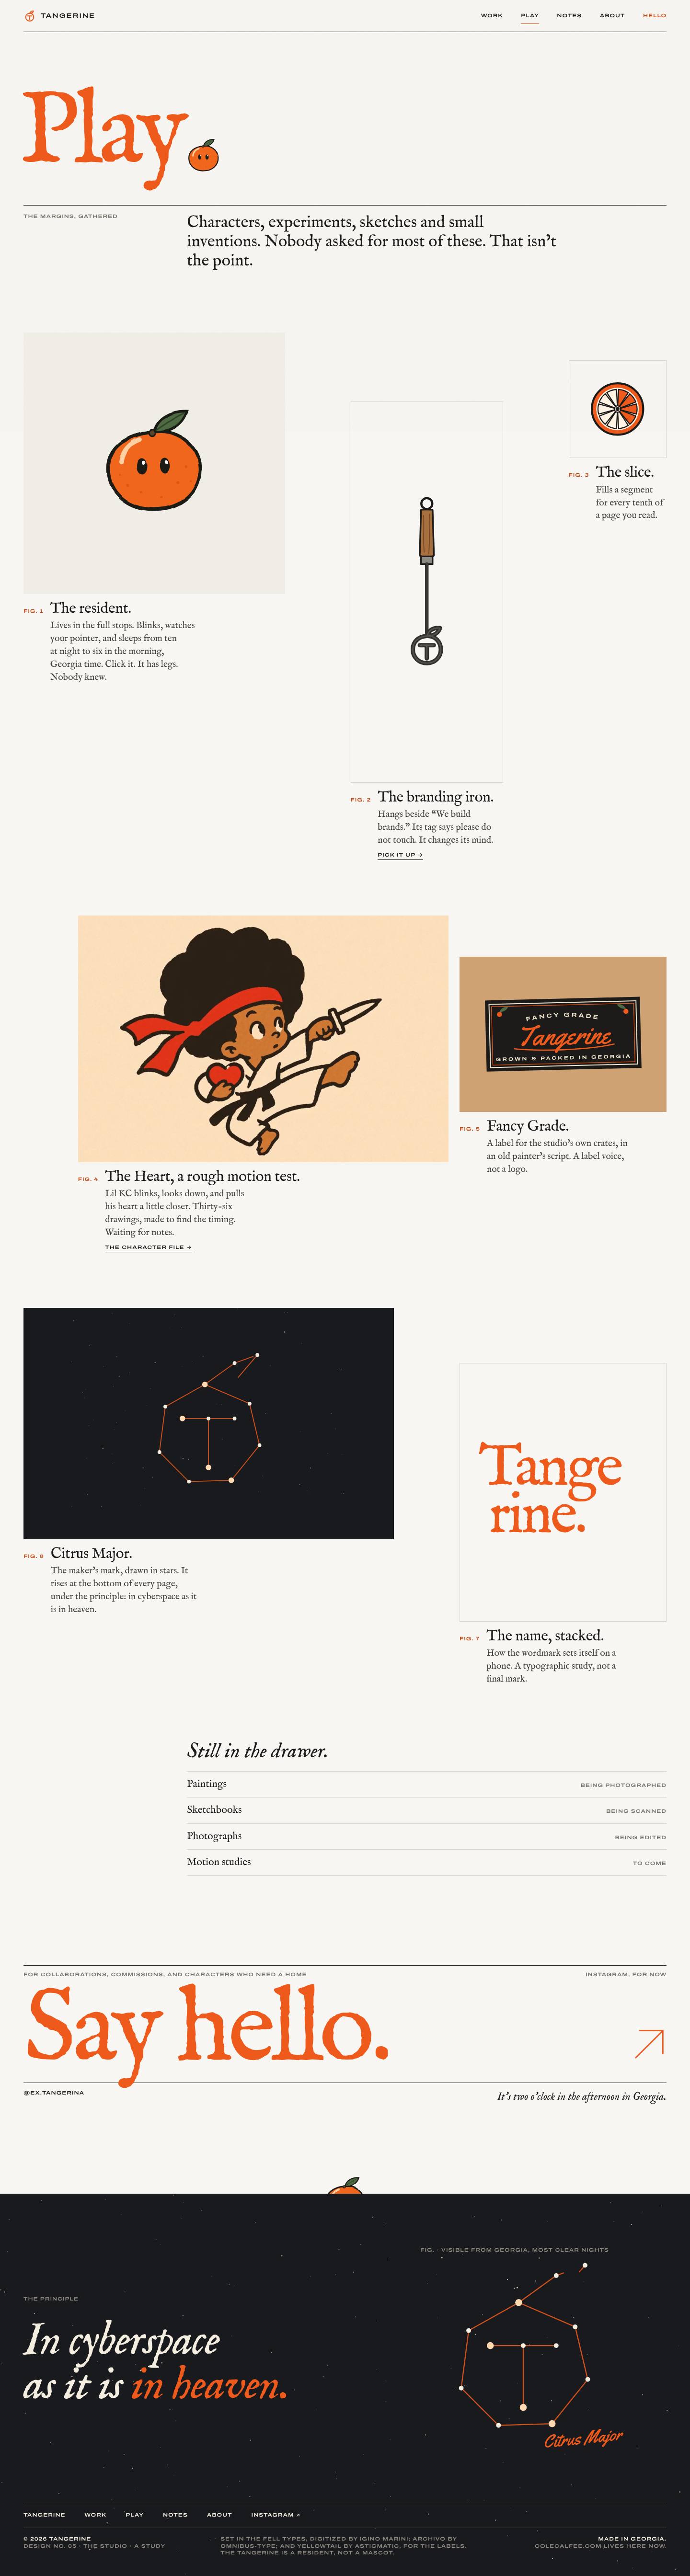 TANGERINE
WORK PLAY NOTES ABOUT HELLO
Play
THE MARGINS, GATHERED
Characters, experiments, sketches and small
inventions. Nobody asked for most of these. That isn't
the point.
FIG. 3 The slice.
Fills a segment
for every tenth of
a page you read.
FIG. 1 The resident.
Lives in the full stops. Blinks, watches
your pointer, and sleeps from ten
at night to six in the morning,
Georgia time. Click it. It has legs.
Nobody knew.
T
FIG. 2 The branding iron.
Hangs beside “We build
brands.” Its tag says please do
not touch. It changes its mind.
PICK IT UP →
FANCY GRADE
Tangerine
GROWN & PACKED IN GEORGIA
FIG. 5 Fancy Grade.
A label for the studio's own crates, in
an old painter's script. A label voice,
not a logo.
FIG. 4 The Heart, a rough motion test.
Lil KC blinks, looks down, and pulls
his heart a little closer. Thirty-six
drawings, made to find the timing.
Waiting for notes.
THE CHARACTER FILE →
FIG. 6 Citrus Major.
The maker's mark, drawn in stars. It
rises at the bottom of every page,
under the principle: in cyberspace as it
is in heaven.
Tange
rine.
FIG. 7 The name, stacked.
How the wordmark sets itself on a
phone. A typographic study, not a
final mark.
Still in the drawer.
Paintings BEING PHOTOGRAPHED
Sketchbooks BEING SCANNED
Photographs BEING EDITED
Motion studies TO COME
FOR COLLABORATIONS, COMMISSIONS, AND CHARACTERS WHO NEED A HOME INSTAGRAM, FOR NOW
Say hello.
@EX.TANGERINA It's two o'clock in the afternoon in Georgia.
FIG. · VISIBLE FROM GEORGIA, MOST CLEAR NIGHTS
THE PRINCIPLE
In cyberspace
as it is in heaven.
Citrus Major
TANGERINE WORK PLAY NOTES ABOUT INSTAGRAM ↗
© 2026 TANGERINE
DESIGN NO. 05 · THE STUDIO · A STUDY
SET IN THE FELL TYPES, DIGITIZED BY IGINO MARINI; ARCHIVO BY
OMNIBUS-TYPE; AND YELLOWTAIL BY ASTIGMATIC, FOR THE LABELS.
THE TANGERINE IS A RESIDENT, NOT A MASCOT.
MADE IN GEORGIA.
COLECALFEE.COM LIVES HERE NOW.